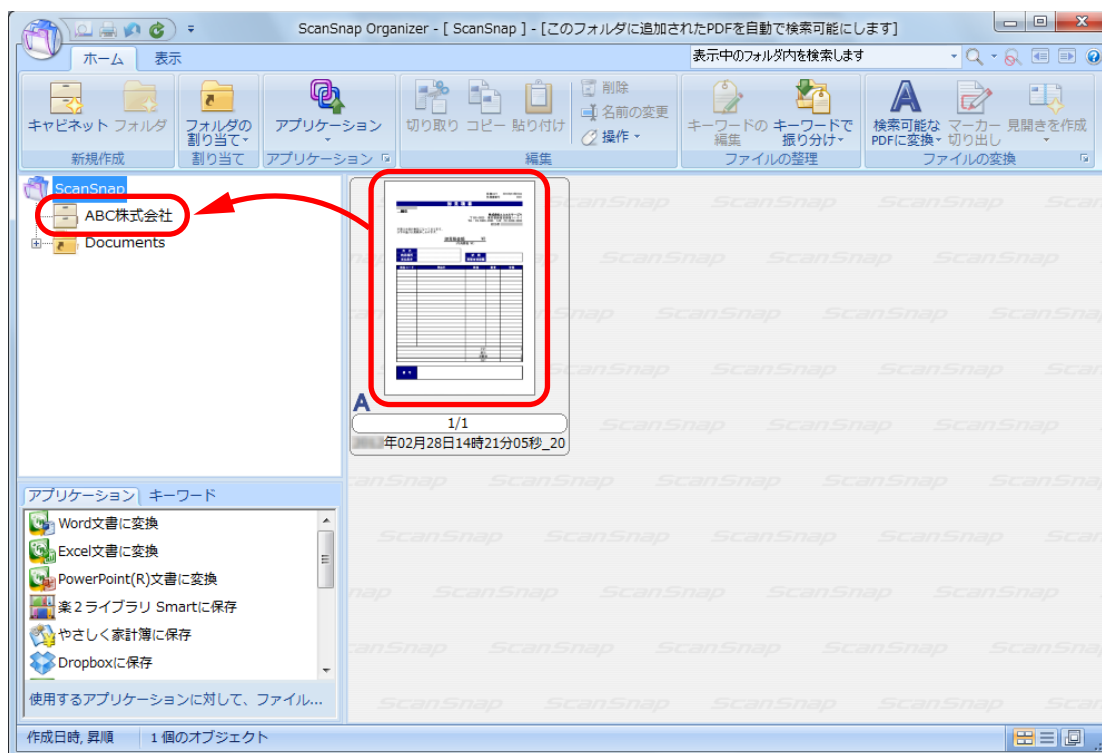 ScanSnap Organizer - [ ScanSnap ] - [このフォルダに追加されたPDFを自動で検索可能にします]
ホーム 表示 表示中のフォルダ内を検索します
キャビネット フォルダ
新規作成
フォルダの
割り当て
割り当て
アプリケーション
アプリケーション
切り取り コピー 貼り付け
削除
名前の変更
操作
編集
キーワードの
編集
キーワードで
振り分け
ファイルの整理
検索可能な
PDFに変換
マーカー
切り出し
見開きを作成
ファイルの変換
ScanSnap
ABC株式会社
Documents
A
1/1
年02月28日14時21分05秒_20
アプリケーション キーワード
Word文書に変換
Excel文書に変換
PowerPoint(R)文書に変換
楽2ライブラリ Smartに保存
やさしく家計簿に保存
Dropboxに保存
使用するアプリケーションに対して、ファイル...
作成日時, 昇順 1 個のオブジェクト